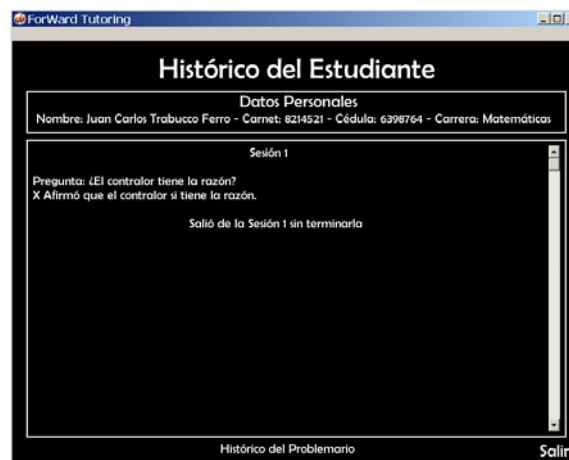 ForWard Tutoring
Histórico del Estudiante
Datos Personales
Nombre: Juan Carlos Trabucco Ferro - Carnet: 8214521 - Cédula: 6398764 - Carrera: Matemáticas
Sesión 1
Pregunta: ¿El contralor tiene la razón?
X Afirmó que el contralor si tiene la razón.
Salió de la Sesión 1 sin terminarla
Histórico del Problemario
Salir